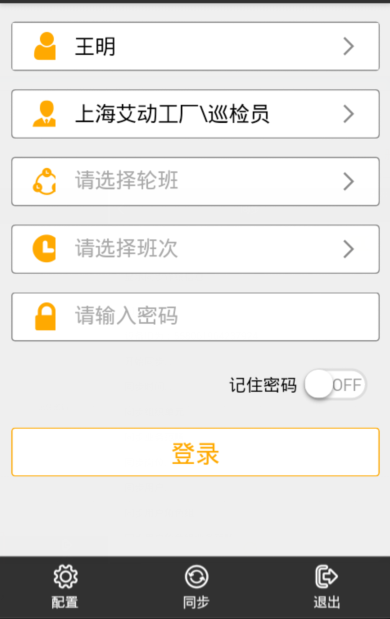 王明
上海艾动工厂\巡检员
请选择轮班
请选择班次
请输入密码
记住密码 OFF
登录
配置 同步 退出